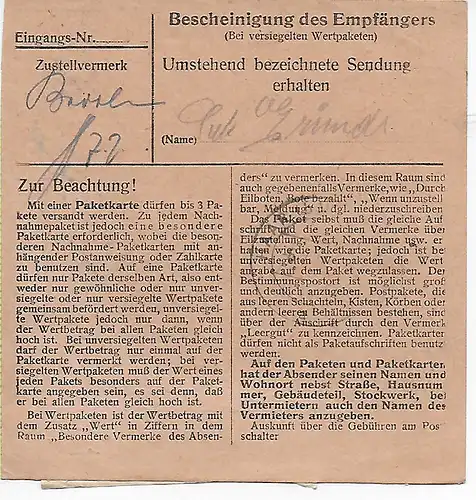 Bescheinigung des Empfängers
(Bei versiegelten Wertpaketen)
Eingangs-Nr.
Zustellvermerk
Umstehend bezeichnete Sendung
erhalten
(Name)
Zur Beachtung!
Mit einer Paketkarte dürfen bis 3 Pa-
kete versandt werden. Zu jedem Nach-
nahmepaket ist jedoch eine besondere
Paketkarte erforderlich, wobei die beson-
deren Nachnahme-Paketkarten mit an-
hängender Postanweisung oder Zahlkarte
zu benutzen sind. Auf eine Paketkarte
dürfen nur Pakete derselben Art, also ent-
weder nur gewöhnliche oder nur unver-
siegelte oder nur versiegelte Wertpakete
gemeinsam befördert werden, unversiegel-
te Wertpakete jedoch nur dann, wenn
der Wertbetrag bei allen Paketen gleich
hoch ist. Bei unversiegelten Wertpaketen
darf der Wertbetrag nur einmal auf der
Paketkarte vermerkt werden; bei ver-
siegelten Wertpaketen muß der Wert eines
jeden Pakets besonders auf der Paket-
karte angegeben sein, es sei denn, daß
er bei allen Paketen gleich hoch ist.
Bei Wertpaketen ist der Wertbetrag mit
dem Zusatz „Wert" in Ziffern in dem
Raum „Besondere Vermerke des Absen-
ders" zu vermerken. In diesem Raum sind
auch gegebenenfalls Vermerke, wie „Durch
Eilboten, Bote bezahlt", „Wenn unzustell
bar, Meldung" u. dgl. niederzuschreiben
Das Paket selbst muß die gleiche Auf
schrift und die gleichen Vermerke über
Eilzustellung, Wert, Nachnahme usw. er
halten wie die Paketkarte; jedoch ist bei
unversiegelten Wertpaketen die Wert
angabe auf dem Paket wegzulassen. Der
Bestimmungspostort ist möglichst groß
und deutlich anzugeben. Postpakete, die
aus leeren Schachteln, Kisten, Körben oder
andern leeren Behältnissen bestehen, sind
über der Aufschrift durch den Vermerk
„Leergut" zu kennzeichnen. Paketkarten
dürfen nicht als Paketaufschriften benutz
werden.
Auf den Paketen und Paketkarten
hat der Absender seinen Namen und
Wohnort nebst Straße, Hausnum
mer, Gebäudeteil, Stockwerk, bei
Untermietern auch den Namen des
Vermieters anzugeben.
Auskunft über die Gebühren am Pos
schalter